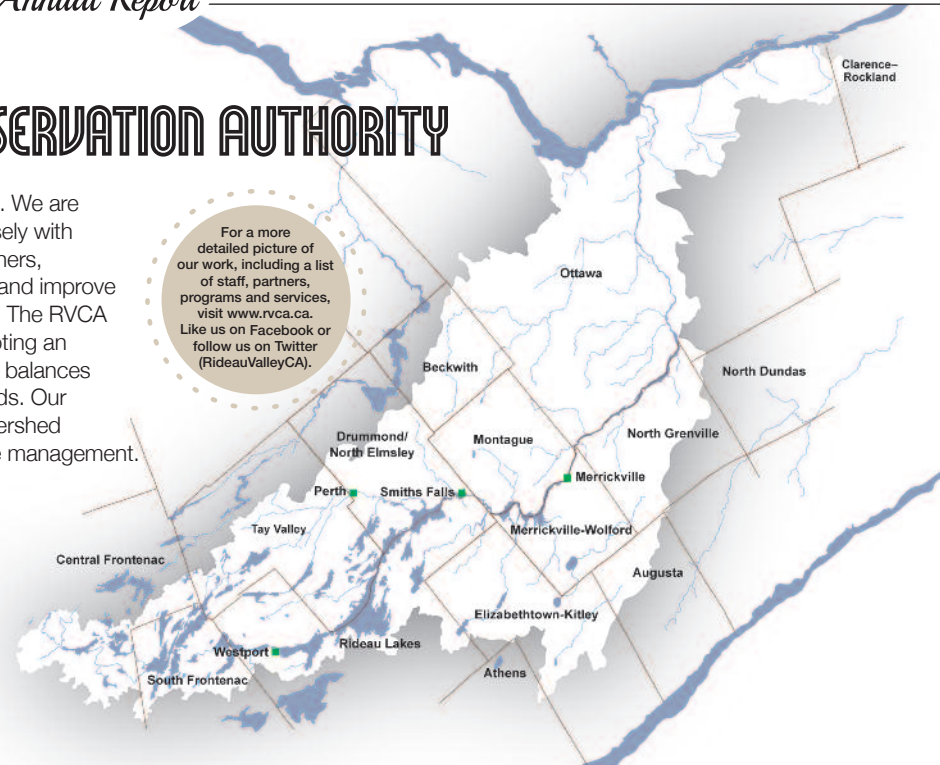 Annual Report
SERVATION AUTHORITY
. We are
sely with
ners,
and improve
. The RVCA
oting an
balances
ds. Our
ershed
e management.
For a more
detailed picture of
our work, including a list
of staff, partners,
programs and services,
visit www.rvca.ca.
Like us on Facebook or
follow us on Twitter
(RideauValleyCA).
Clarence–
Rockland
Ottawa
Beckwith
North Dundas
Drummond/
North Elmsley
Montague
North Grenville
Perth
Smiths Falls
Merrickville
Tay Valley
Merrickville-Wolford
Central Frontenac
Augusta
Elizabethtown-Kitley
Rideau Lakes
Westport
Athens
South Frontenac